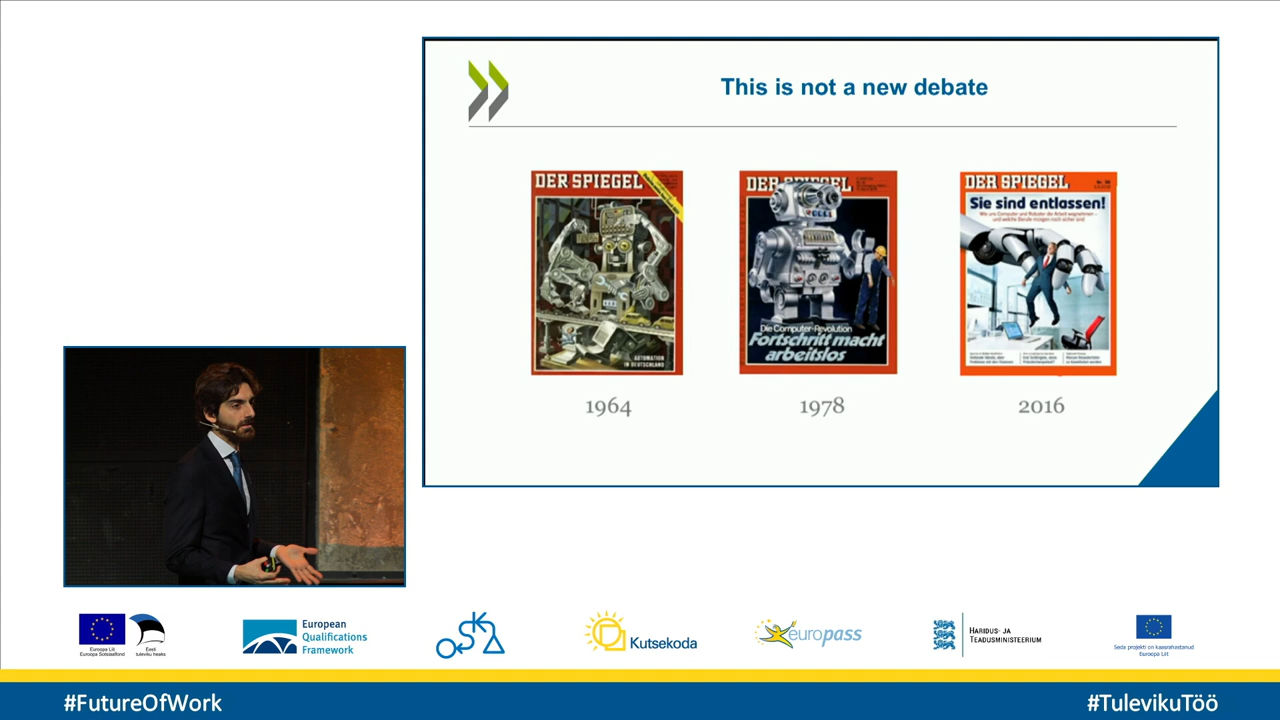 This is not a new debate
DER SPIEGEL
AUTOMATION
IN DEUTSCHLAND
1964
DER SPIEGEL
Die Computer-Revolution
Fortschritt macht
arbeitslos
1978
DER SPIEGEL
Sie sind entlassen!
Wie uns Computer und Roboter die Arbeit wegnehmen –
und welche Berufe morgen noch sicher sind
2016
Euroopa Liit
Euroopa Sotsiaalfond
Eesti
tuleviku heaks
European
Qualifications
Framework
OSKA
Kutsekoda
europass
HARIDUS- JA
TEADUSMINISTEERIUM
Seda projekti on kaasrahastanud
Euroopa Liit
#FutureOfWork
#TulevikuTöö